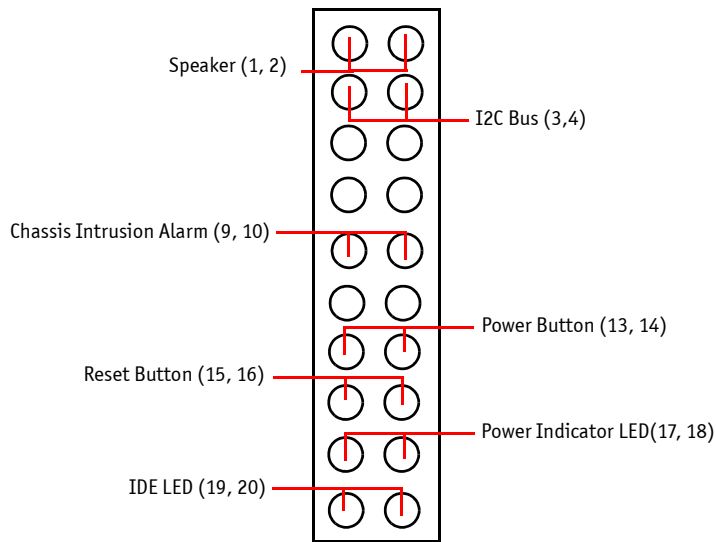 Speaker (1, 2)
I2C Bus (3,4)
Chassis Intrusion Alarm (9, 10)
Power Button (13, 14)
Reset Button (15, 16)
Power Indicator LED(17, 18)
IDE LED (19, 20)